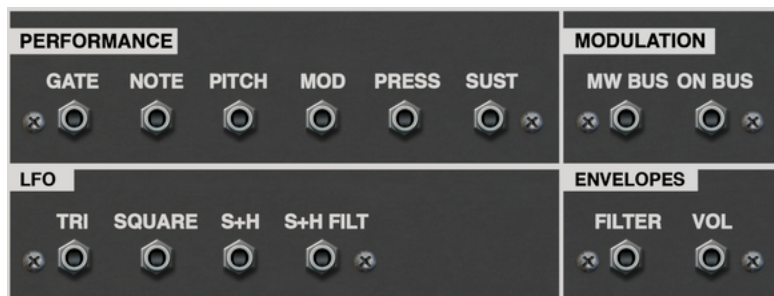 PERFORMANCE
GATE NOTE PITCH MOD PRESS SUST
MODULATION
MW BUS ON BUS
LFO
TRI SQUARE S+H S+H FILT
ENVELOPES
FILTER VOL